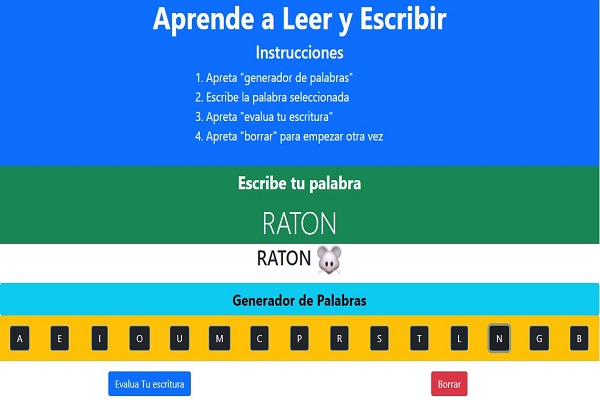 Aprende a Leer y Escribir
Instrucciones
1. Apreta "generador de palabras"
2. Escribe la palabra seleccionada
3. Apreta "evalua tu escritura"
4. Apreta "borrar" para empezar otra vez
Escribe tu palabra
RATON
RATON
Generador de Palabras
A E I O U M C P R S T L N G B
Evalua Tu escritura Borrar